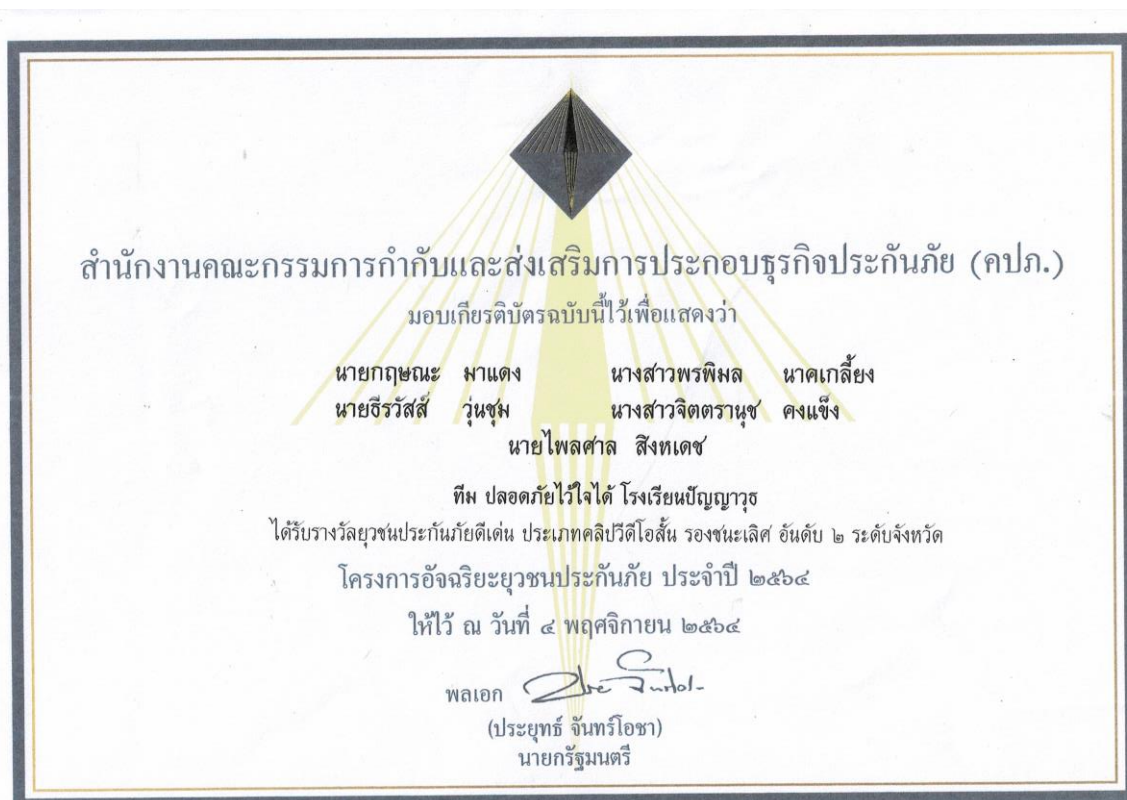 สำนักงานคณะกรรมการกำกับและส่งเสริมการประกอบธุรกิจประกันภัย (คปภ.)
มอบเกียรติบัตรฉบับนี้ไว้เพื่อแสดงว่า
นายกฤษณะ มาแดง นางสาวพรพิมล นาคเกลี้ยง
นายธีรวัสส์ วุ่นชุม นางสาวจิตตรานุช คงแข็ง
นายไพลศาล สิงหเดช
ทีม ปลอดภัยไว้ใจได้ โรงเรียนปัญญาวุธ
ได้รับรางวัลยุวชนประกันภัยดีเด่น ประเภทคลิปวีดีโอสั้น รองชนะเลิศ อันดับ ๒ ระดับจังหวัด
โครงการอัจฉริยะยุวชนประกันภัย ประจำปี ๒๕๖๔
ให้ไว้ ณ วันที่ ๔ พฤศจิกายน ๒๕๖๔
พลเอก
(ประยุทธ์ จันทร์โอชา)
นายกรัฐมนตรี